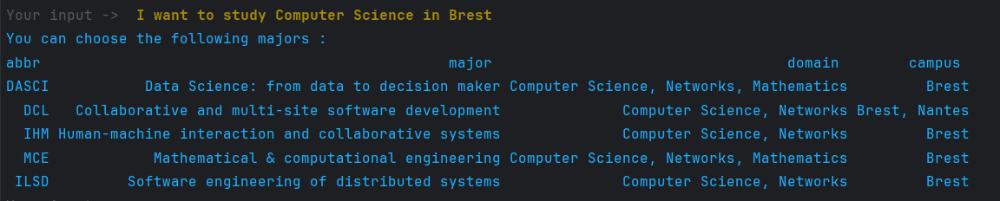 Your input -> I want to study Computer Science in Brest
You can choose the following majors :
abbr major domain campus
DASCI Data Science: from data to decision maker Computer Science, Networks, Mathematics Brest
DCL Collaborative and multi-site software development Computer Science, Networks Brest, Nantes
IHM Human-machine interaction and collaborative systems Computer Science, Networks Brest
MCE Mathematical & computational engineering Computer Science, Networks, Mathematics Brest
ILSD Software engineering of distributed systems Computer Science, Networks Brest